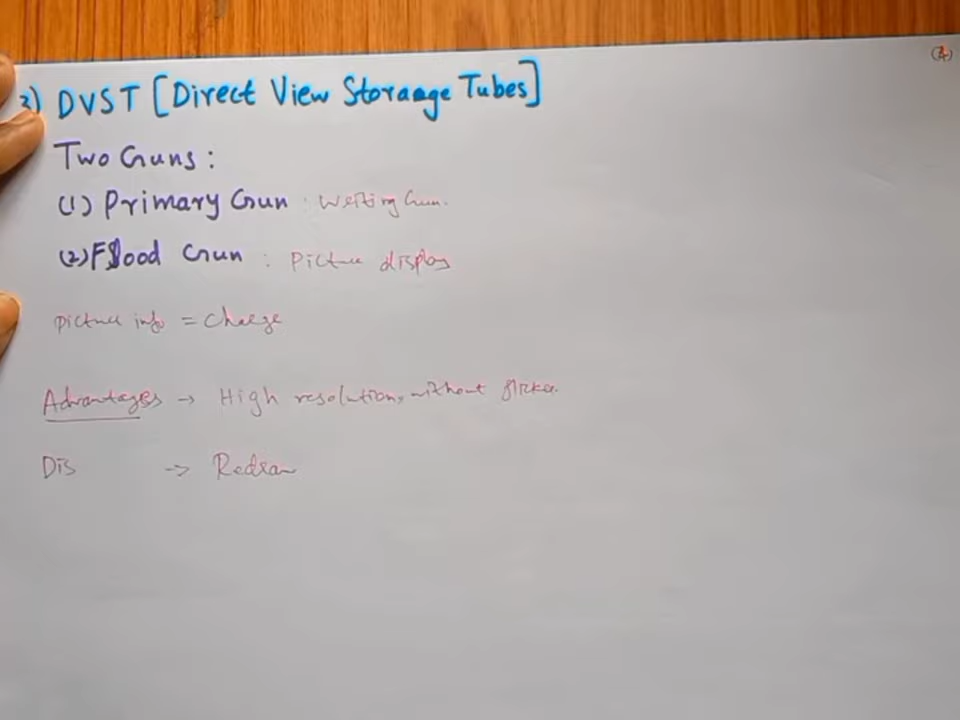 (2)
3) DVST [Direct View Storaage Tubes]
Two Guns:
(1) Primary Gun : Writing Gun.
(2) Flood Gun : Picture display
picture info = Charge
Advantages → High resolution, without flicker.
Dis → Redraw